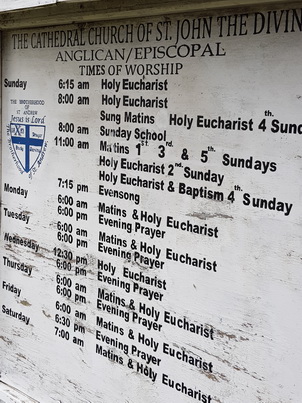 THE CATHEDRAL CHURCH OF ST. JOHN THE DIVIN
ANGLICAN/EPISCOPAL
TIMES OF WORSHIP
Sunday 6:15 am Holy Eucharist
8:00 am Holy Eucharist
Sung Matins Holy Eucharist 4th. Sund
8:00 am Sunday School
11:00 am Matins 1st 3rd. & 5th. Sundays
Holy Eucharist 2nd Sunday
Holy Eucharist & Baptism 4th Sunday
THE BROTHERHOOD
OF
ST ANDREW
Jesus is Lord
7:15 pm Evensong
Monday 6:00 am Matins & Holy Eucharist
6:00 pm Evening Prayer
Tuesday 6:00 am Matins & Holy Eucharist
6:00 pm Evening Prayer
Wednesday 12:30 pm Holy Eucharist
6:00 pm Evening Prayer
Thursday 6:00 am Matins & Holy Eucharist
6:00 pm Evening Prayer
Friday 6:00 am Matins & Holy Eucharist
6:30 pm Evening Prayer
Saturday 7:00 am Matins & Holy Eucharist